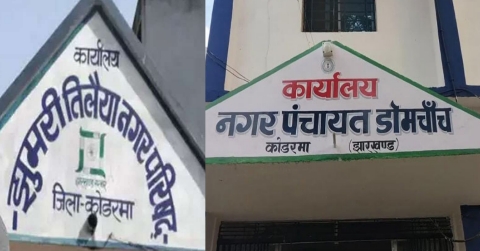 कार्यालय
झुमरी तिलैया नगर परिषद्
जिला-कोडरमा
कार्यालय
नगर पंचायत डोमचाँच
कोडरमा (झारखण्ड)